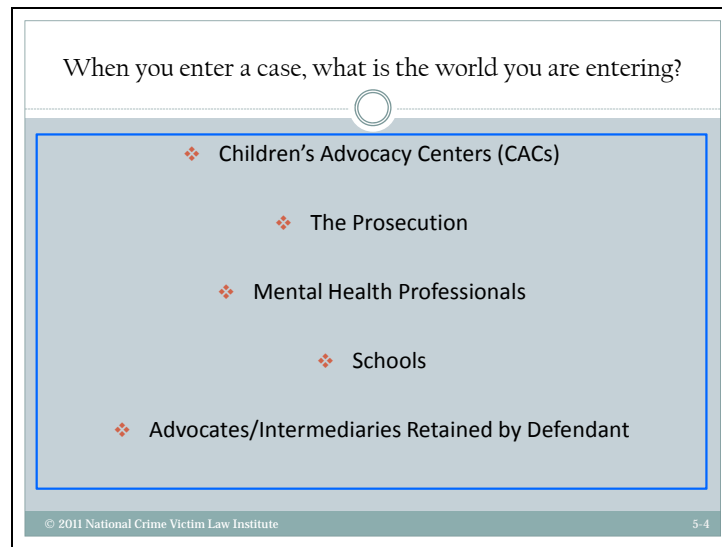 When you enter a case, what is the world you are entering?
❖ Children’s Advocacy Centers (CACs)
❖ The Prosecution
❖ Mental Health Professionals
❖ Schools
❖ Advocates/Intermediaries Retained by Defendant
© 2011 National Crime Victim Law Institute 5-4